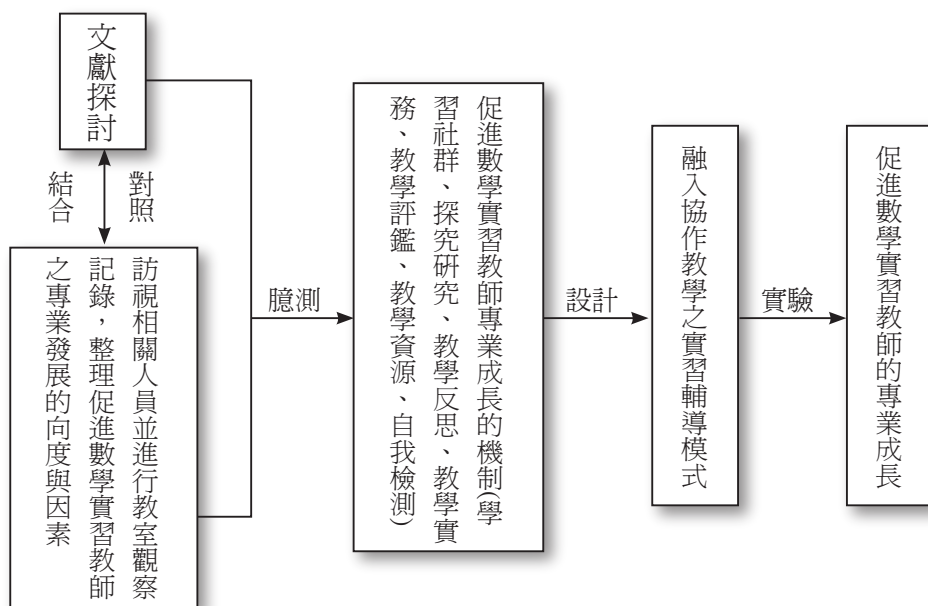 文獻探討
結合
對照
訪視相關人員並進行教室觀察
記錄，整理促進數學實習教師
之專業發展的向度與因素
臆測
促進數學實習教師專業成長的機制(學
習社群、探究研究、教學反思、教學實
務、教學評鑑、教學資源、自我檢測)
設計
融入協作教學之實習輔導模式
實驗
促進數學實習教師的專業成長